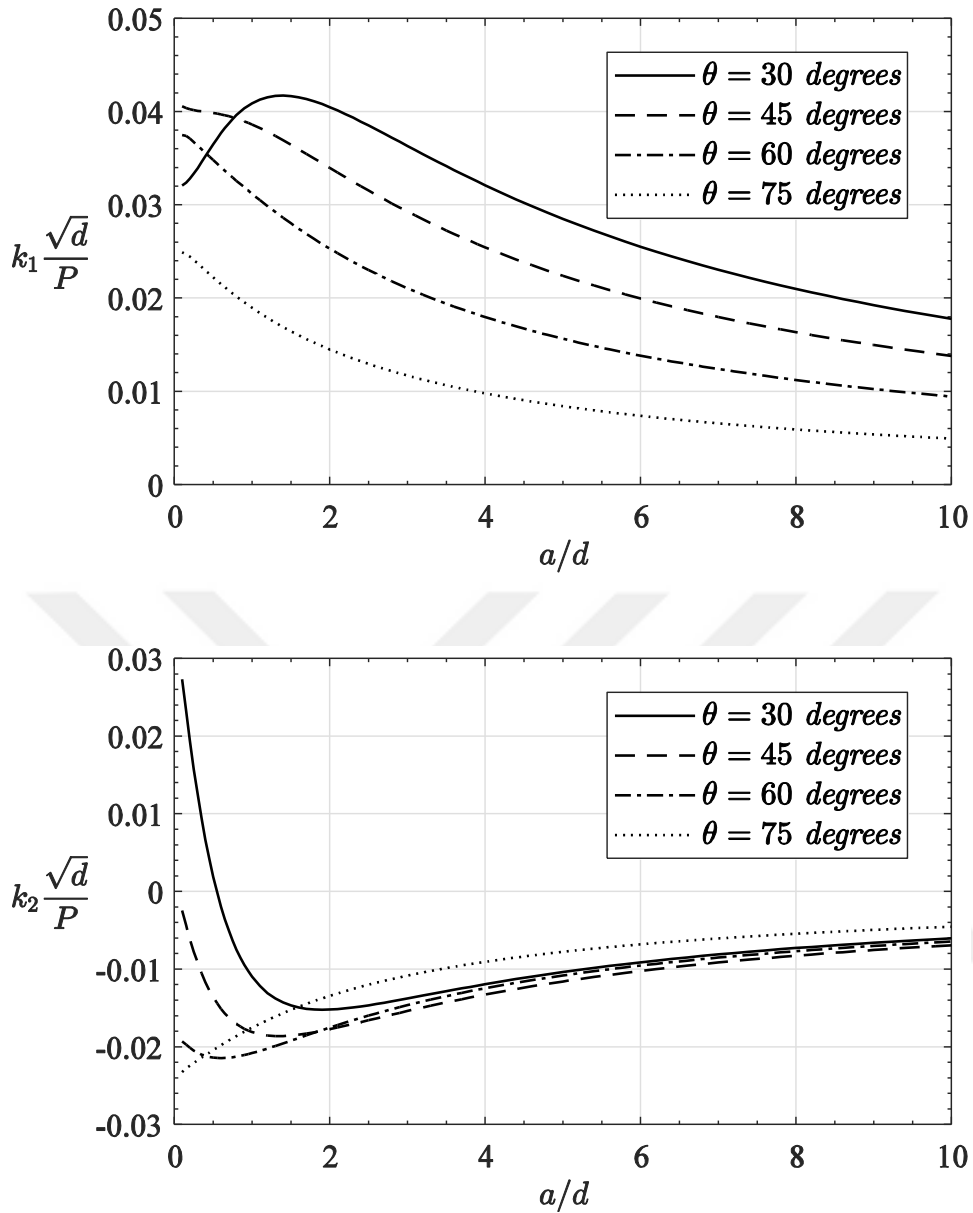 0.05
θ = 30 degrees
0.04
θ = 45 degrees
θ = 60 degrees
0.03
θ = 75 degrees
k₁ √d / P
0.02
0.01
0
0 2 4 6 8 10
a/d
0.03
θ = 30 degrees
0.02
θ = 45 degrees
θ = 60 degrees
0.01
θ = 75 degrees
k₂ √d / P
0
-0.01
-0.02
-0.03
0 2 4 6 8 10
a/d